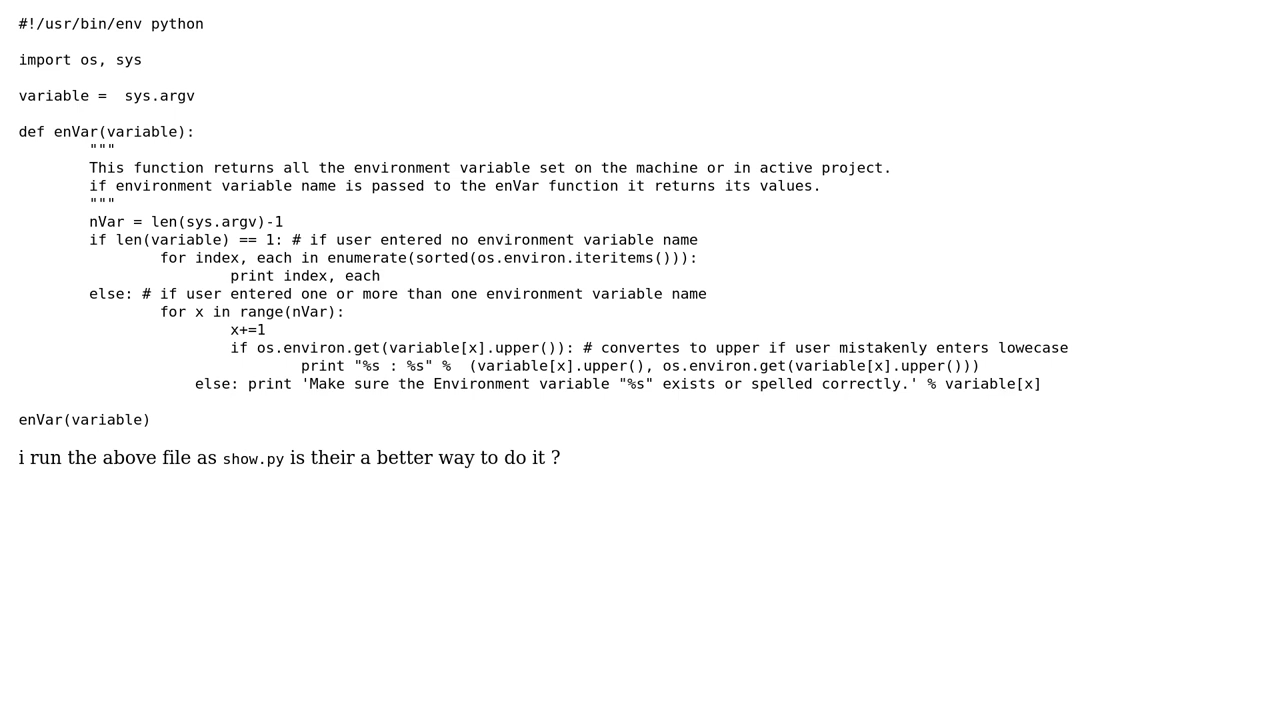 #!/usr/bin/env python

import os, sys

variable =  sys.argv

def enVar(variable):
        """
        This function returns all the environment variable set on the machine or in active project.
        if environment variable name is passed to the enVar function it returns its values.
        """
        nVar = len(sys.argv)-1
        if len(variable) == 1: # if user entered no environment variable name
                for index, each in enumerate(sorted(os.environ.iteritems())):
                        print index, each
        else: # if user entered one or more than one environment variable name
                for x in range(nVar):
                        x+=1
                        if os.environ.get(variable[x].upper()): # convertes to upper if user mistakenly enters lowecase
                                print "%s : %s" %  (variable[x].upper(), os.environ.get(variable[x].upper()))
                    else: print 'Make sure the Environment variable "%s" exists or spelled correctly.' % variable[x]

enVar(variable)

i run the above file as show.py is their a better way to do it ?